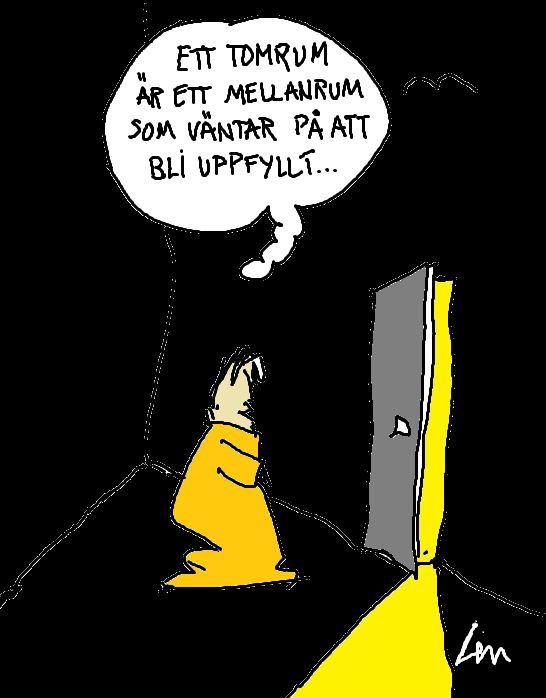 ETT TOMRUM
ÄR ETT MELLANRUM
SOM VÄNTAR PÅ ATT
BLI UPPFYLLT...